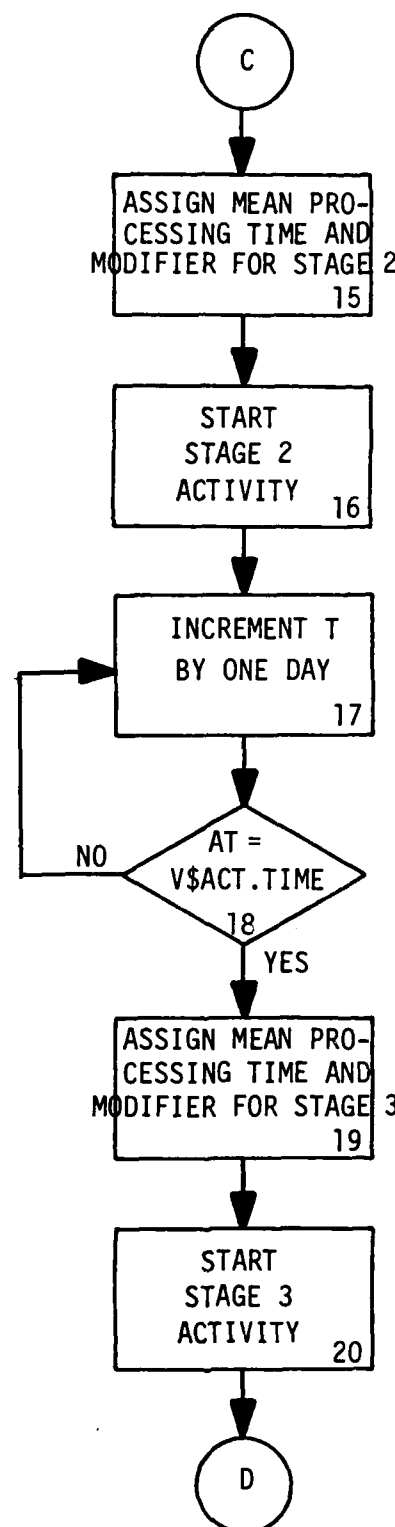 C
ASSIGN MEAN PRO-
CESSING TIME AND
MODIFIER FOR STAGE 2
15
START
STAGE 2
ACTIVITY
16
INCREMENT T
BY ONE DAY
17
NO
AT =
V$ACT.TIME
18
YES
ASSIGN MEAN PRO-
CESSING TIME AND
MODIFIER FOR STAGE 3
19
START
STAGE 3
ACTIVITY
20
D